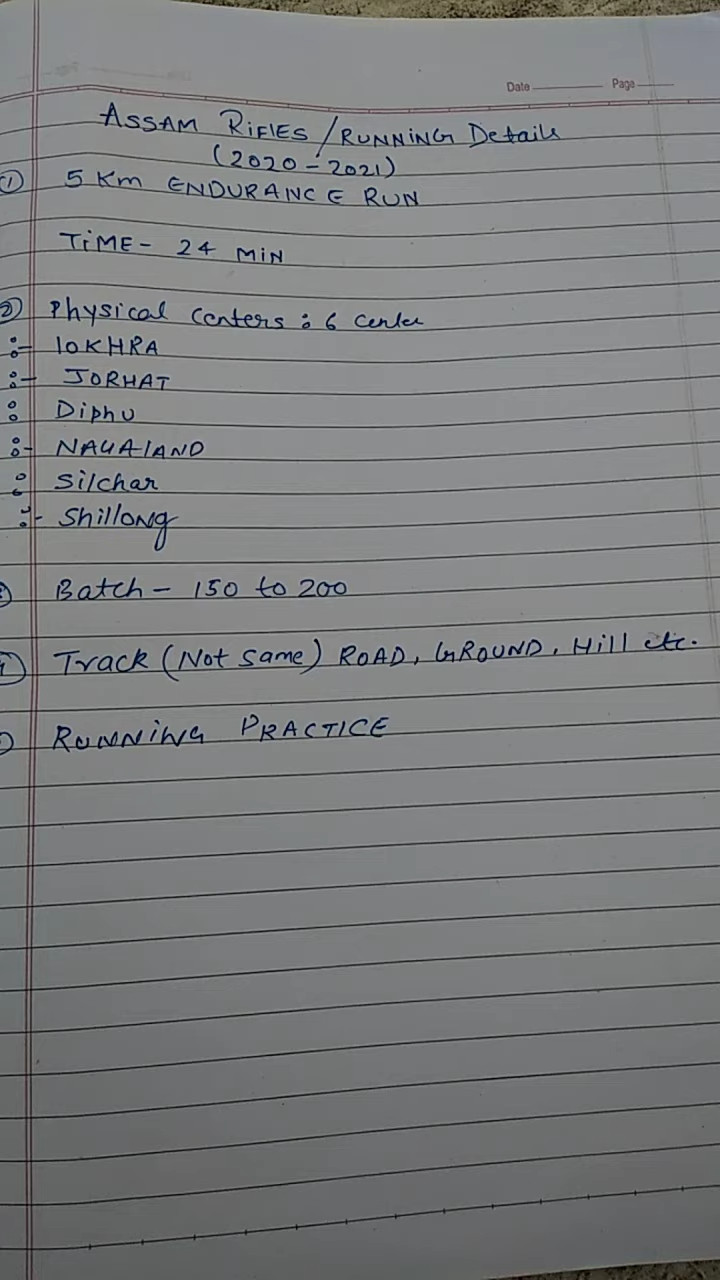 Date Page
ASSAM RIFIES / RUNNING Details
(2020-2021)
① 5 Km ENDURANCE RUN
TiME- 24 MiN
② Physical Centers : 6 Center
:- lOKHRA
:- JORHAT
: Diphu
:- NAGAlAND
: Silchar
:- Shillong
Batch - 150 to 200
Track (Not same) ROAD, GROUND, Hill etc.
RUNNiNG PRACTICE